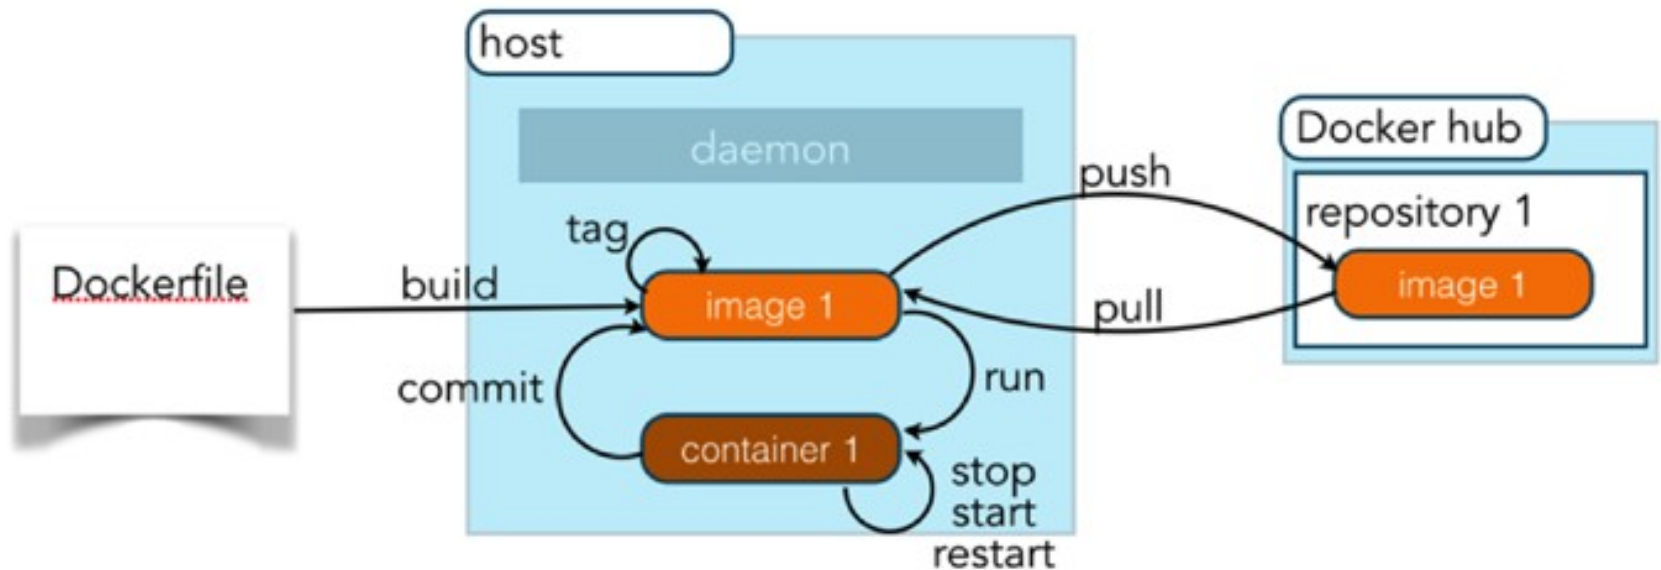 host
daemon
Docker hub
push
repository 1
tag
Dockerfile
build
image 1
image 1
pull
commit
run
container 1
stop
start
restart